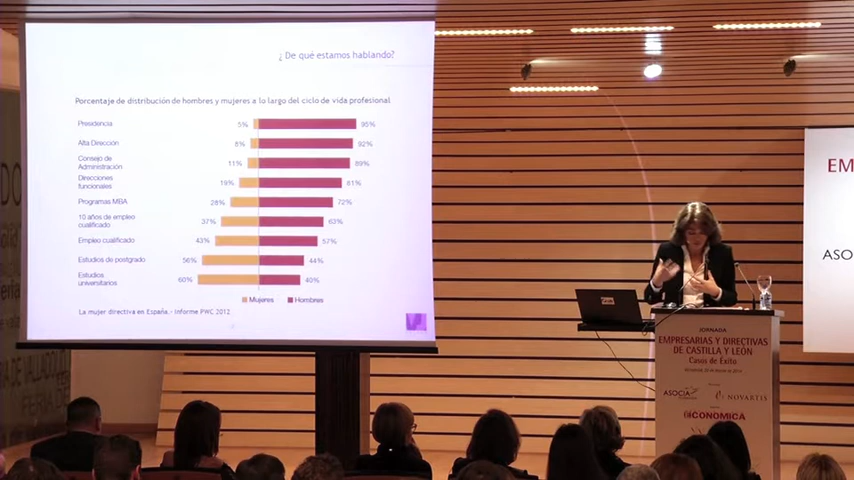 ¿ De qué estamos hablando?
Porcentaje de distribución de hombres y mujeres a lo largo del ciclo de vida profesional
Presidencia 5% 95%
Alta Dirección 8% 92%
Consejo de
Administración 11% 89%
Direcciones
funcionales 19% 81%
Programas MBA 28% 72%
10 años de empleo
cualificado 37% 63%
Empleo cualificado 43% 57%
Estudios de postgrado 56% 44%
Estudios
universitarios 60% 40%
Mujeres Hombres
La mujer directiva en España.- Informe PWC 2012.
EM
ASO
JORNADA
EMPRESARIAS Y DIRECTIVAS
DE CASTILLA Y LEÓN
Casos de Éxito
ASOCIA
NOVARTIS
ECONOMICA
DE VALLADOLID
FERIA DE